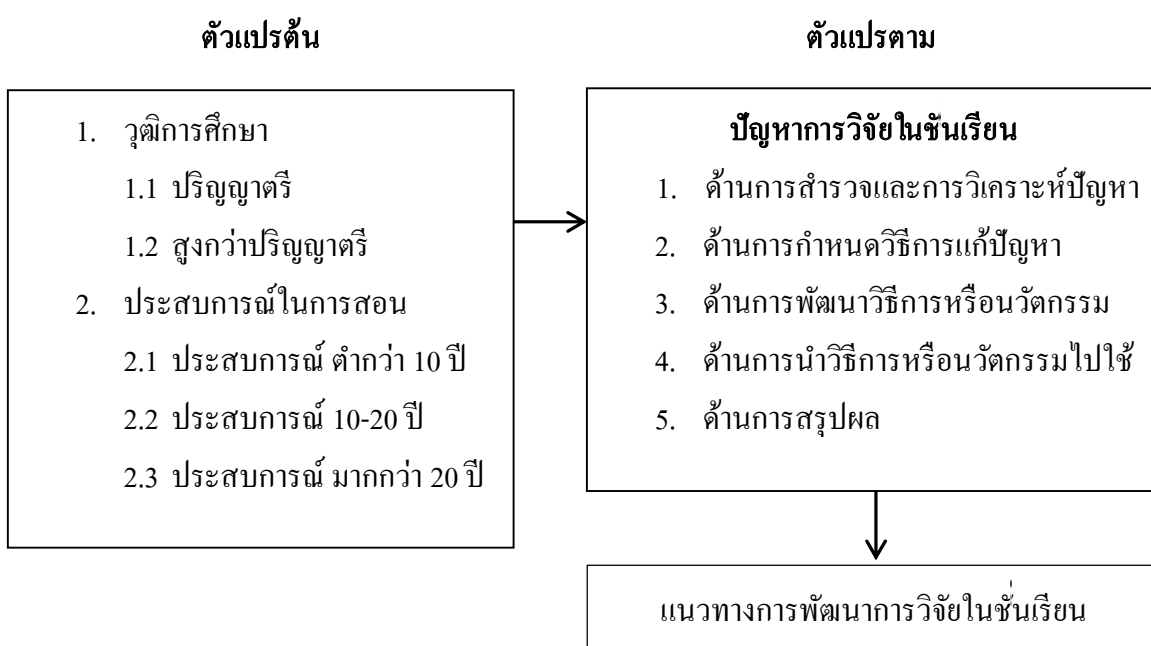 ตัวแปรต้น
1. วุฒิการศึกษา
1.1 ปริญญาตรี
1.2 สูงกว่าปริญญาตรี
2. ประสบการณ์ในการสอน
2.1 ประสบการณ์ ต่ำกว่า 10 ปี
2.2 ประสบการณ์ 10-20 ปี
2.3 ประสบการณ์ มากกว่า 20 ปี
ตัวแปรตาม
ปัญหาการวิจัยในชั้นเรียน
1. ด้านการสำรวจและการวิเคราะห์ปัญหา
2. ด้านการกำหนดวิธีการแก้ปัญหา
3. ด้านการพัฒนาวิธีการหรือนวัตกรรม
4. ด้านการนำวิธีการหรือนวัตกรรมไปใช้
5. ด้านการสรุปผล
แนวทางการพัฒนาการวิจัยในชั้นเรียน